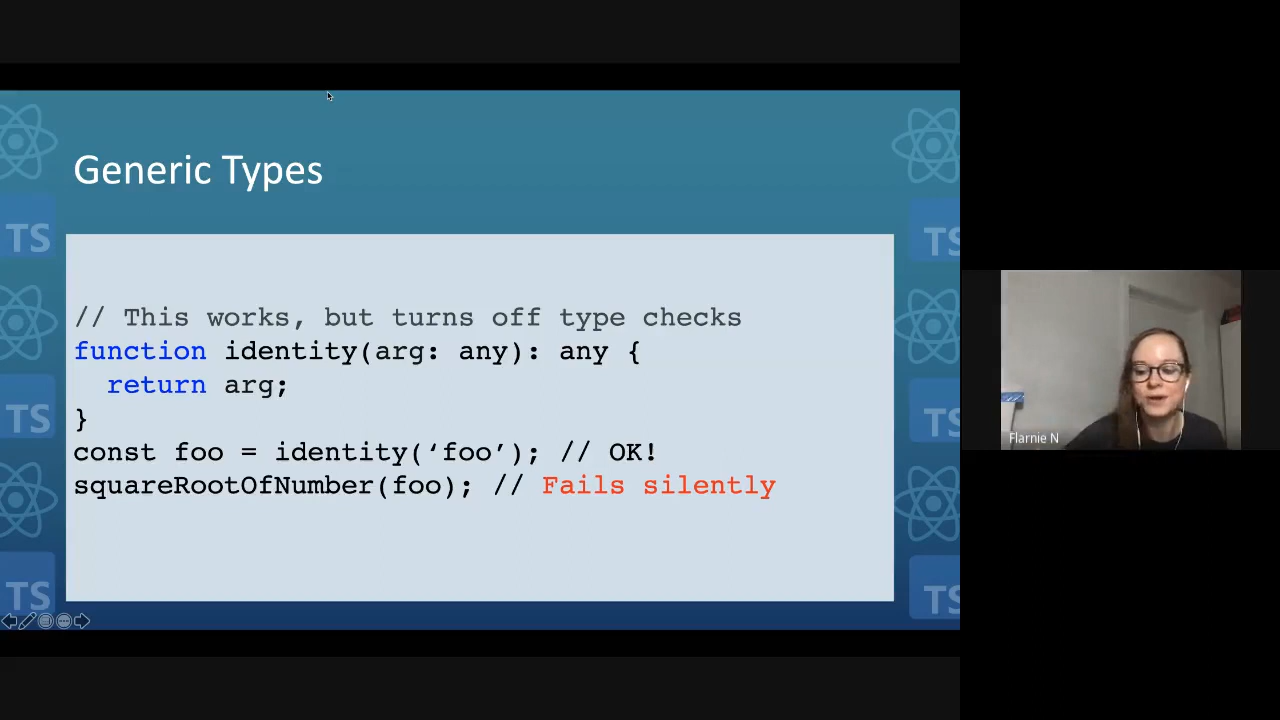 Generic Types
// This works, but turns off type checks
function identity(arg: any): any {
return arg;
}
const foo = identity(‘foo’); // OK!
squareRootOfNumber(foo); // Fails silently
TS
TS
TS
TS
TS
TS
Flarnie N